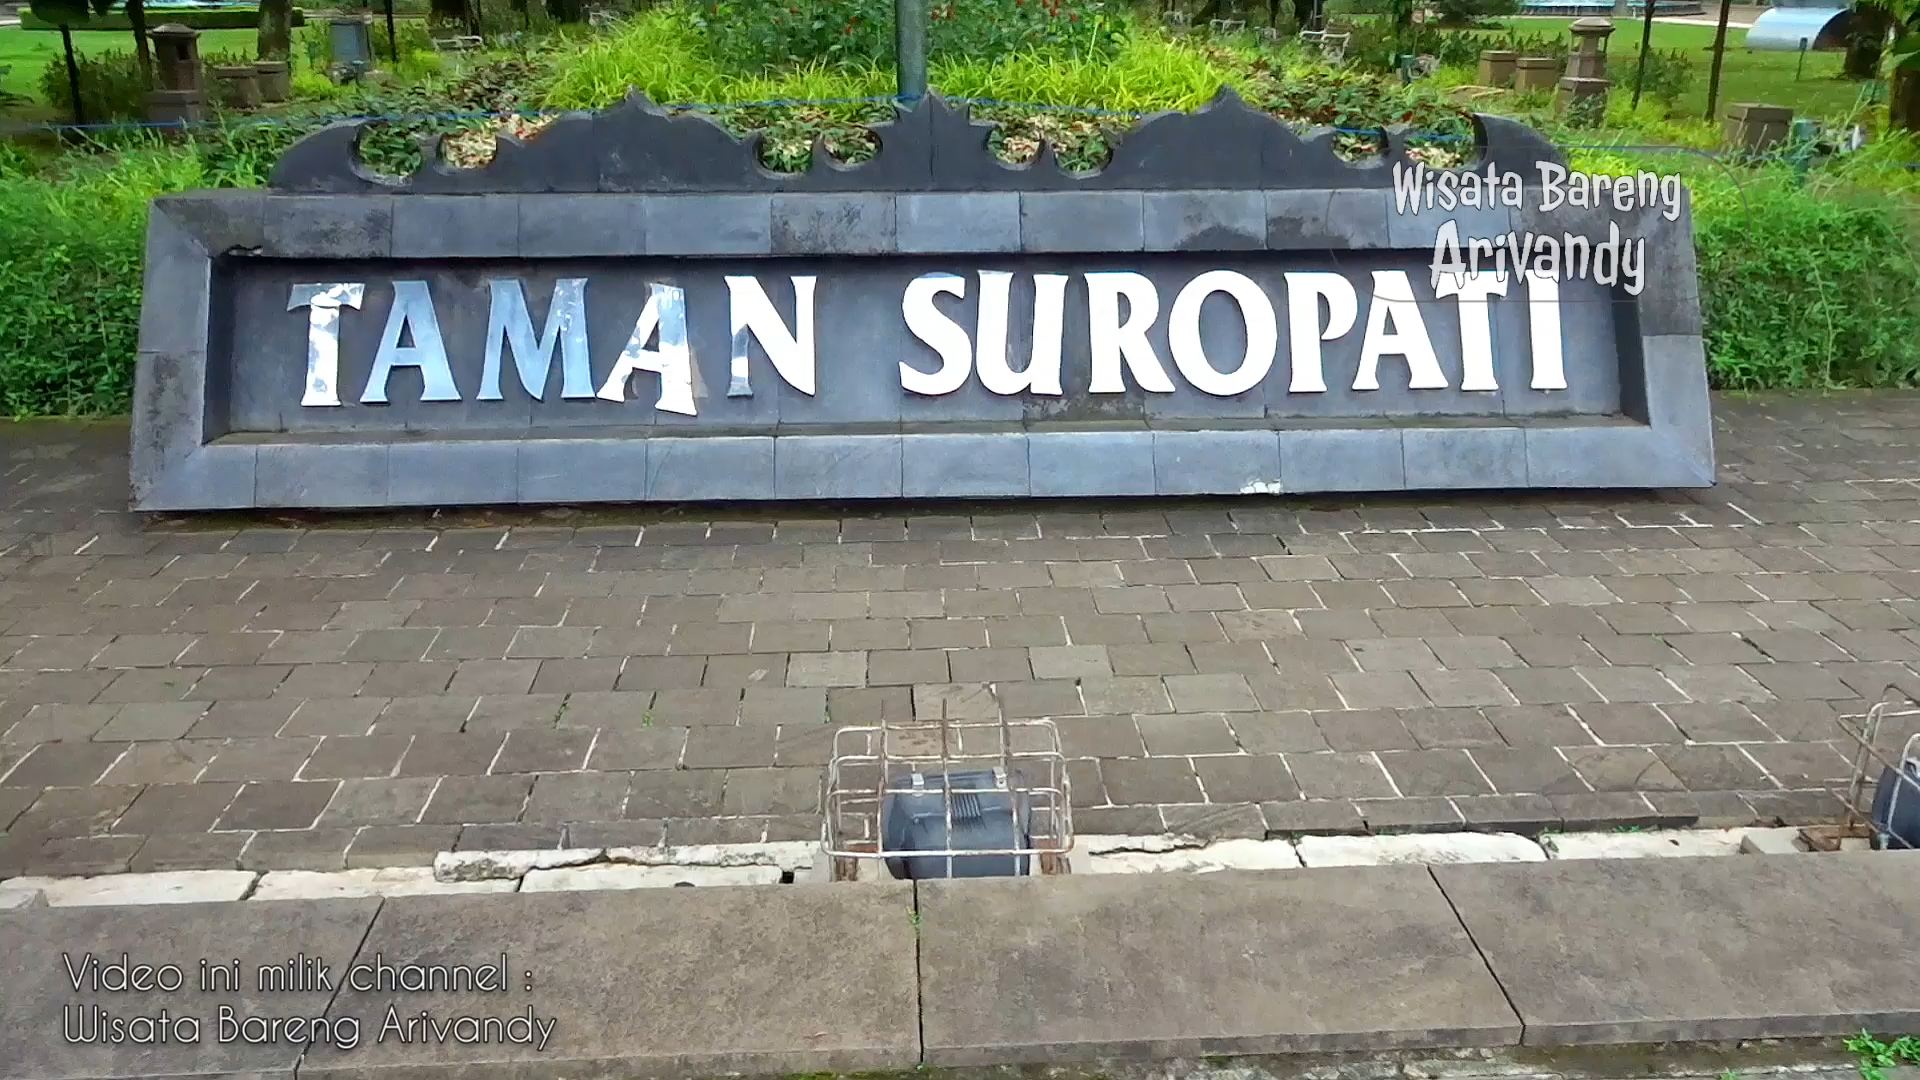 Wisata Bareng
Arivandy
TAMAN SUROPATI
Video ini milik channel :
Wisata Bareng Arivandy